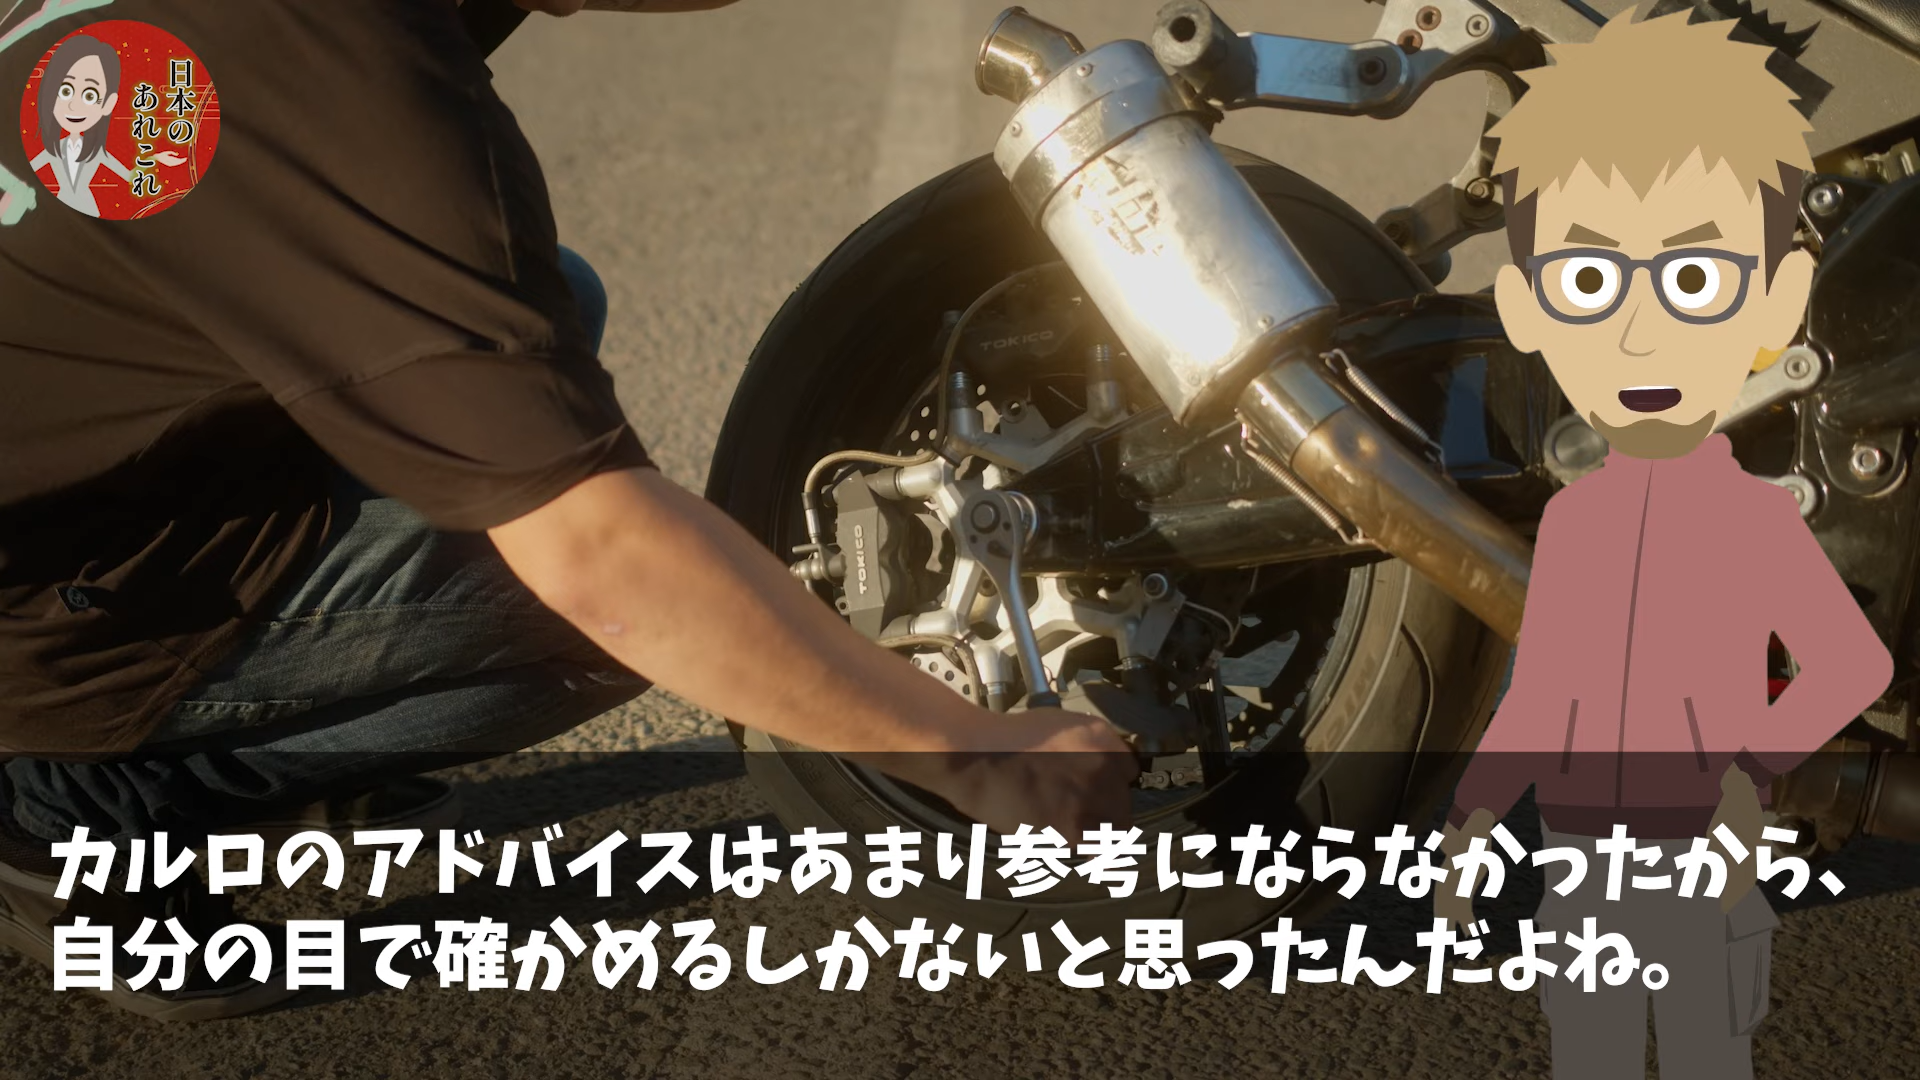 日本の
あれこれ
TOKICO
TOKICO
カルロのアドバイスはあまり参考にならなかったから、
自分の目で確かめるしかないと思ったんだよね。